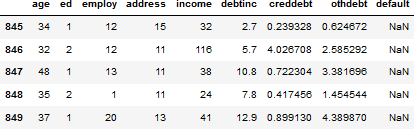 age ed employ address income debtinc creddebt othdebt default
845 34 1 12 15 32 2.7 0.239328 0.624672 NaN
846 32 2 12 11 116 5.7 4.026708 2.585292 NaN
847 48 1 13 11 38 10.8 0.722304 3.381696 NaN
848 35 2 1 11 24 7.8 0.417456 1.454544 NaN
849 37 1 20 13 41 12.9 0.899130 4.389870 NaN